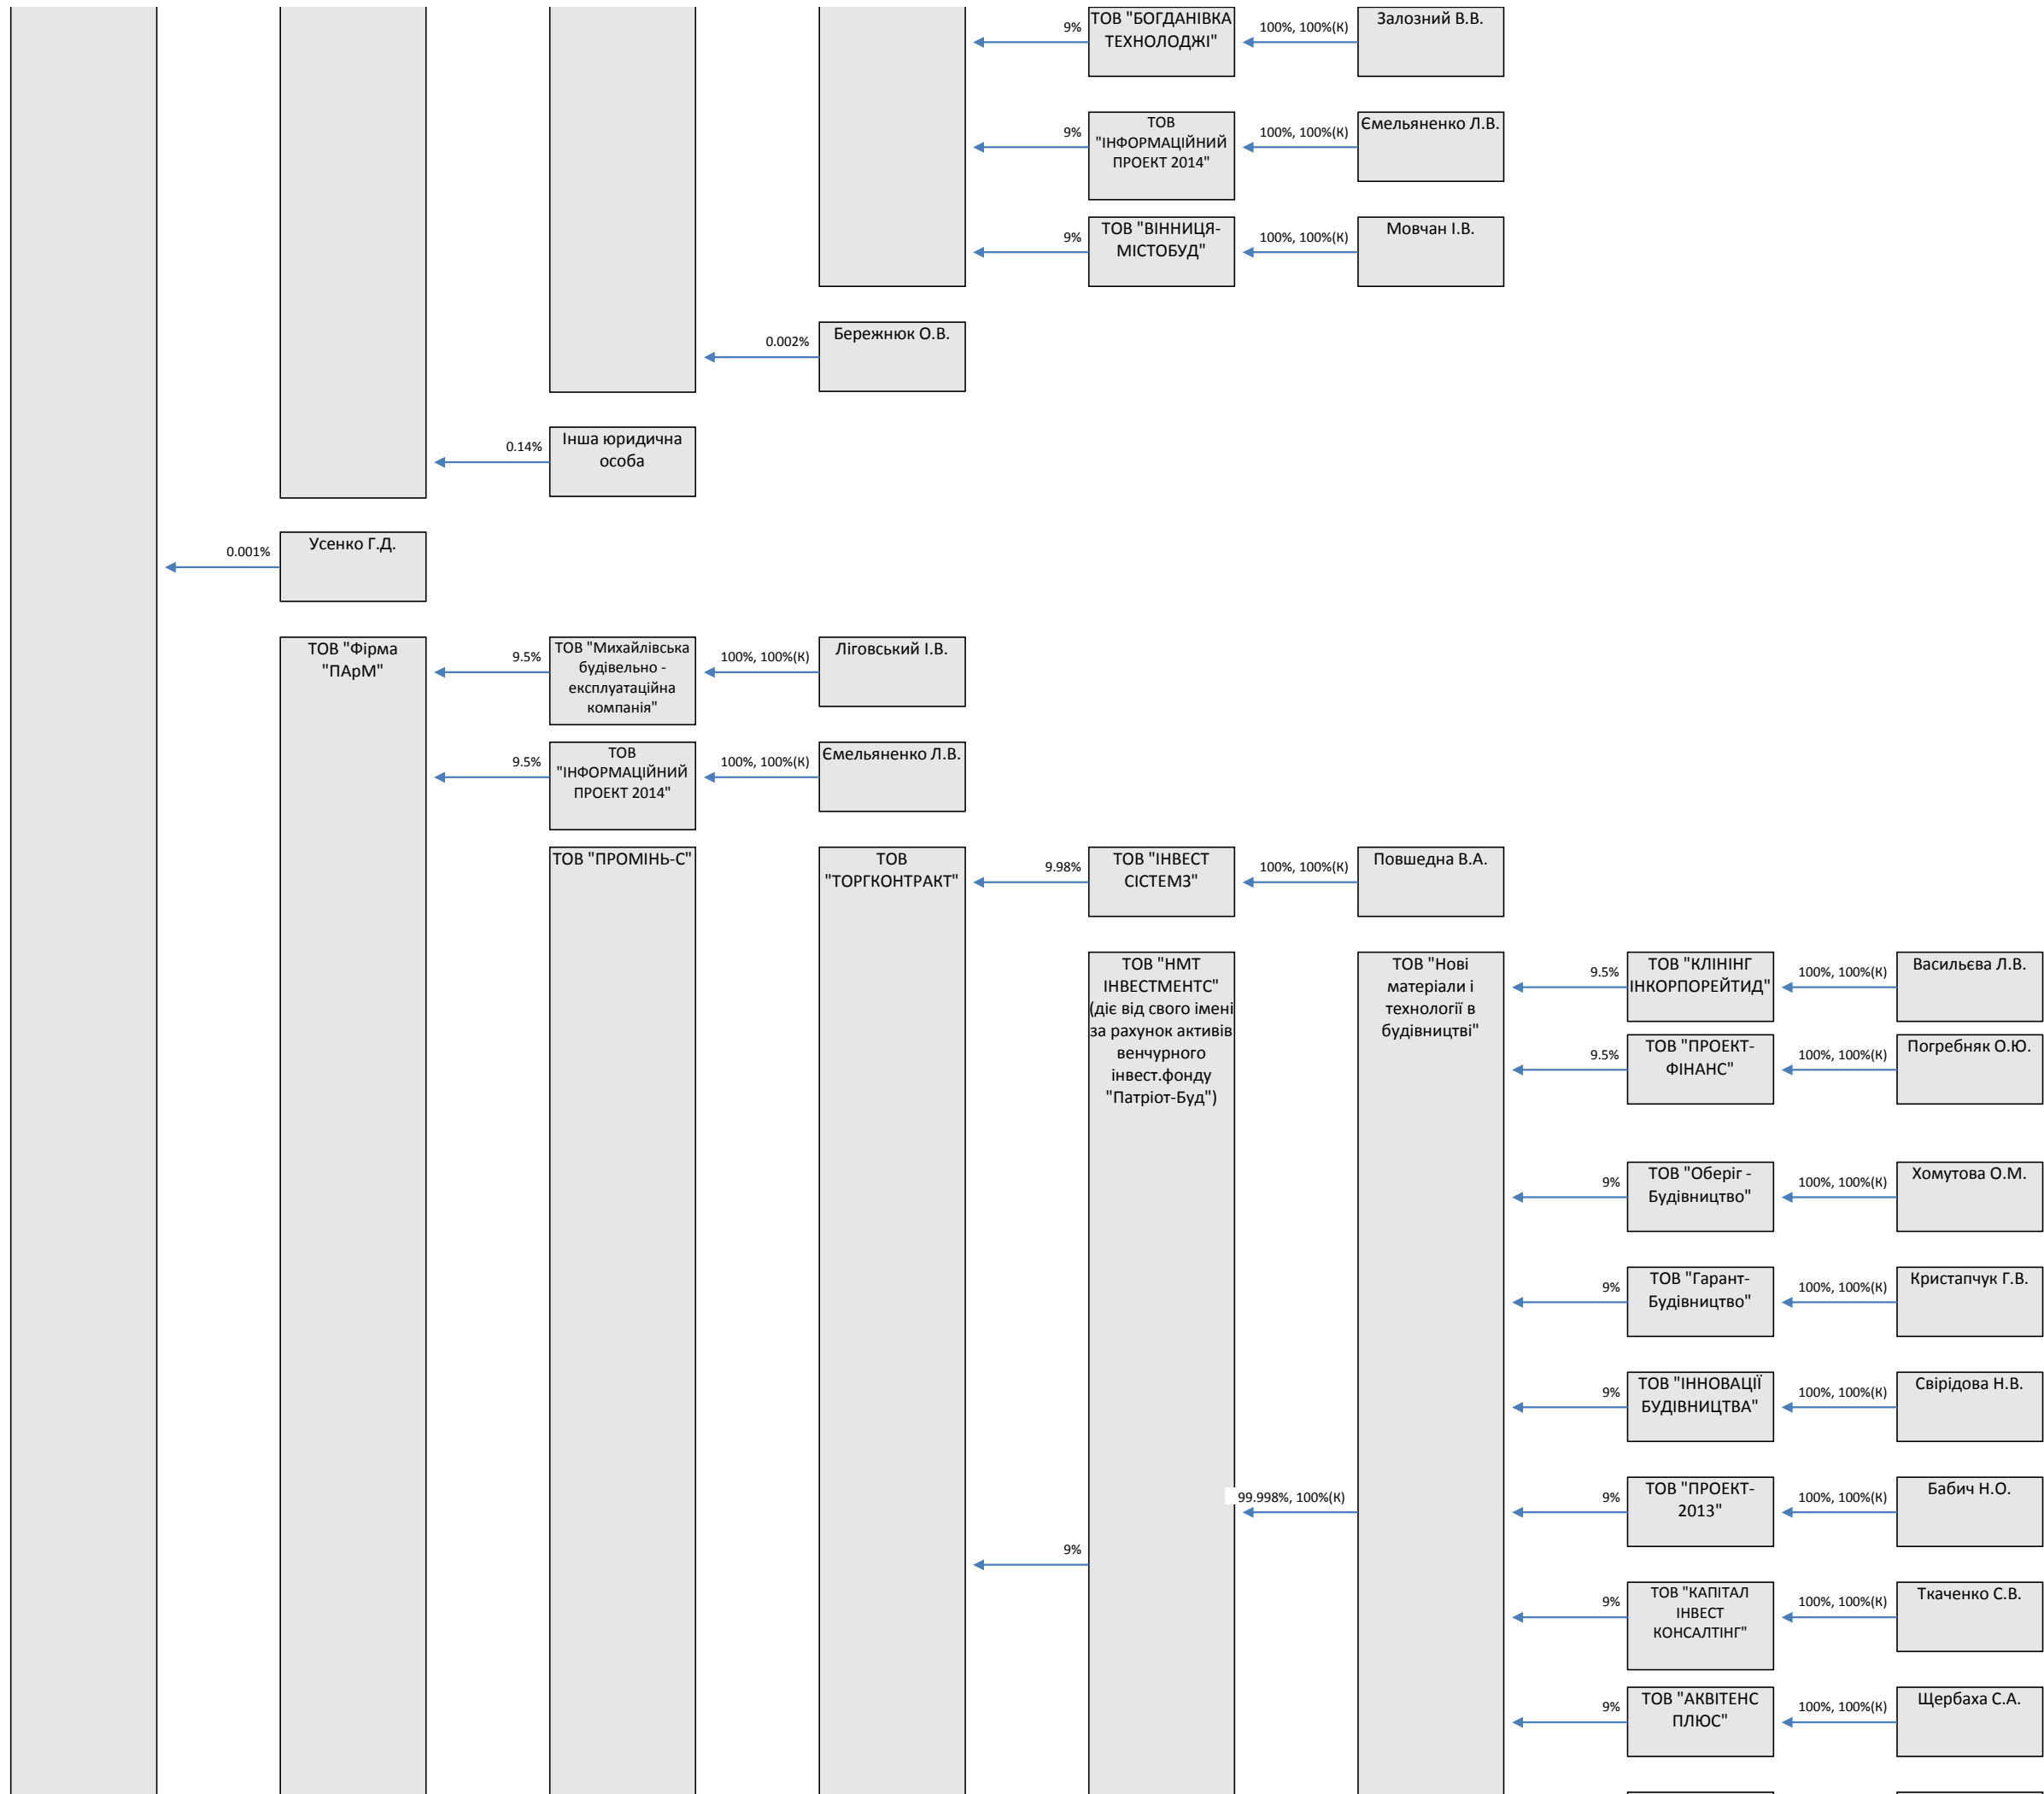 9%
ТОВ "БОГДАНІВКА
ТЕХНОЛОДЖІ"
100%, 100%(К)
Залозний В.В.
9%
ТОВ
"ІНФОРМАЦІЙНИЙ
ПРОЕКТ 2014"
100%, 100%(К)
Ємельяненко Л.В.
9%
ТОВ "ВІННИЦЯ-
МІСТОБУД"
100%, 100%(К)
Мовчан І.В.
0.002%
Бережнюк О.В.
0.14%
Інша юридична
особа
0.001%
Усенко Г.Д.
ТОВ "Фірма
"ПАрМ"
9.5%
ТОВ "Михайлівська
будівельно -
експлуатаційна
компанія"
100%, 100%(К)
Ліговський І.В.
9.5%
ТОВ
"ІНФОРМАЦІЙНИЙ
ПРОЕКТ 2014"
100%, 100%(К)
Ємельяненко Л.В.
ТОВ "ПРОМІНЬ-С"
ТОВ
"ТОРГКОНТРАКТ"
9.98%
ТОВ "ІНВЕСТ
СІСТЕМЗ"
100%, 100%(К)
Повшедна В.А.
ТОВ "НМТ
ІНВЕСТМЕНТС"
(діє від свого імені
за рахунок активів
венчурного
інвест.фонду
"Патріот-Буд")
ТОВ "Нові
матеріали і
технології в
будівництві"
9.5%
ТОВ "КЛІНІНГ
ІНКОРПОРЕЙТИД"
100%, 100%(К)
Васильєва Л.В.
9.5%
ТОВ "ПРОЕКТ-
ФІНАНС"
100%, 100%(К)
Погребняк О.Ю.
9%
ТОВ "Оберіг -
Будівництво"
100%, 100%(К)
Хомутова О.М.
9%
ТОВ "Гарант-
Будівництво"
100%, 100%(К)
Кристапчук Г.В.
9%
ТОВ "ІННОВАЦІЇ
БУДІВНИЦТВА"
100%, 100%(К)
Свірідова Н.В.
99.998%, 100%(К)
9%
ТОВ "ПРОЕКТ-
2013"
100%, 100%(К)
Бабич Н.О.
9%
9%
ТОВ "КАПІТАЛ
ІНВЕСТ
КОНСАЛТІНГ"
100%, 100%(К)
Ткаченко С.В.
9%
ТОВ "АКВІТЕНС
ПЛЮС"
100%, 100%(К)
Щербаха С.А.